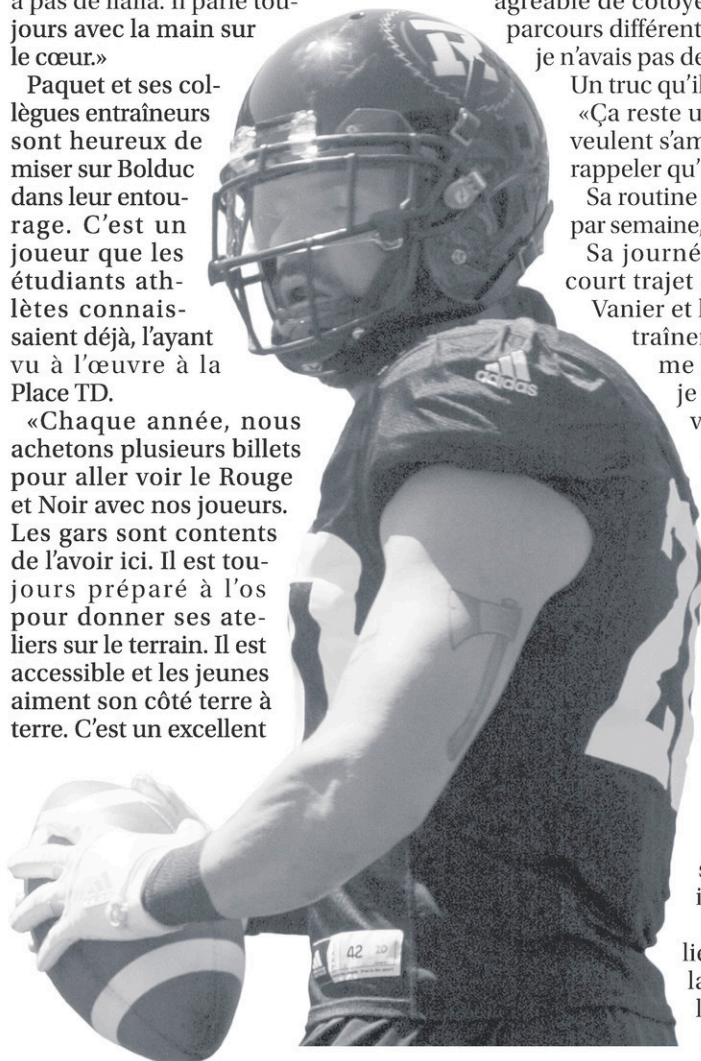 a pas de flafla. Il parle tou-
jours avec la main sur
le cœur.»
Paquet et ses col-
lègues entraîneurs
sont heureux de
miser sur Bolduc
dans leur entou-
rage. C'est un
joueur que les
étudiants ath-
lètes connais-
saient déjà, l'ayant
vu à l'œuvre à la
Place TD.
«Chaque année, nous
achetons plusieurs billets
pour aller voir le Rouge
et Noir avec nos joueurs.
Les gars sont contents
de l'avoir ici. Il est tou-
jours préparé à l'os
pour donner ses ate-
liers sur le terrain. Il est
accessible et les jeunes
aiment son côté terre à
terre. C'est un excellent
R
adidas
2
42 20
agréable de côtoye
parcours différent
je n'avais pas de
Un truc qu'il
«Ça reste u
veulent s'am
rappeler qu'
Sa routine
par semaine,
Sa journé
court trajet
Vanier et l
traîner
me
je
v
s
i
lie
la
l